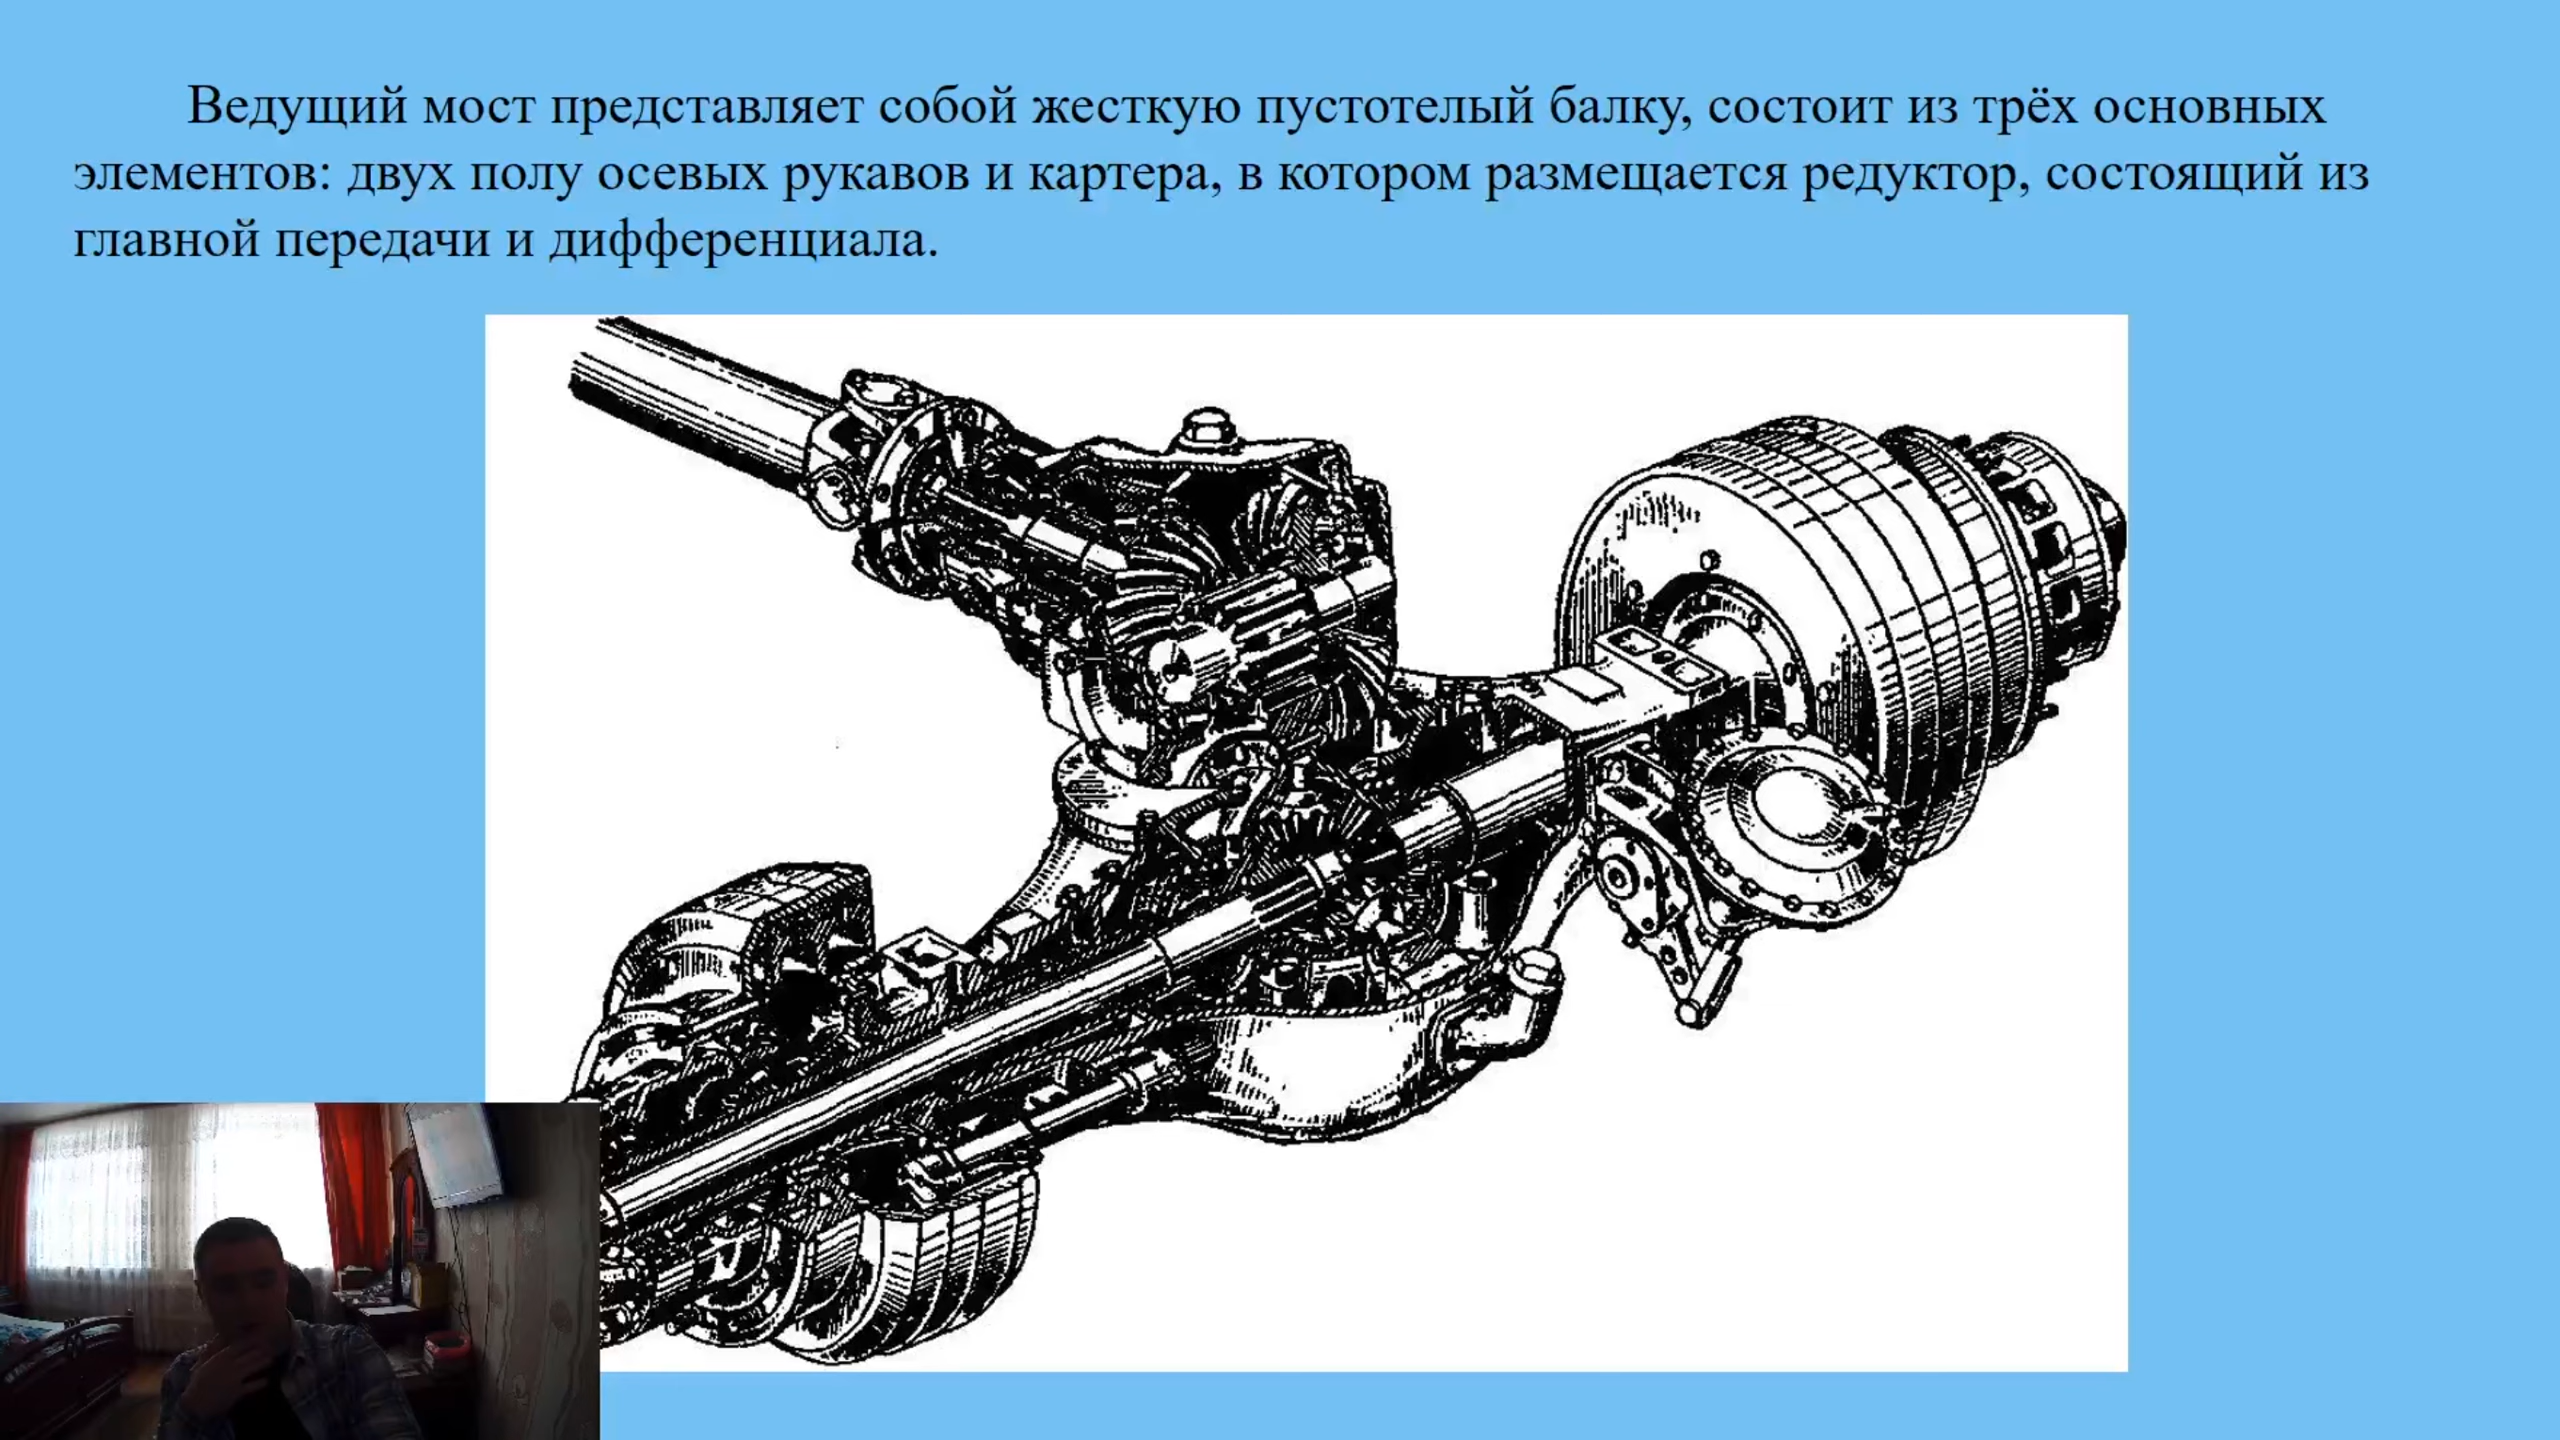 Ведущий мост представляет собой жесткую пустотелый балку, состоит из трёх основных
элементов: двух полу осевых рукавов и картера, в котором размещается редуктор, состоящий из
главной передачи и дифференциала.